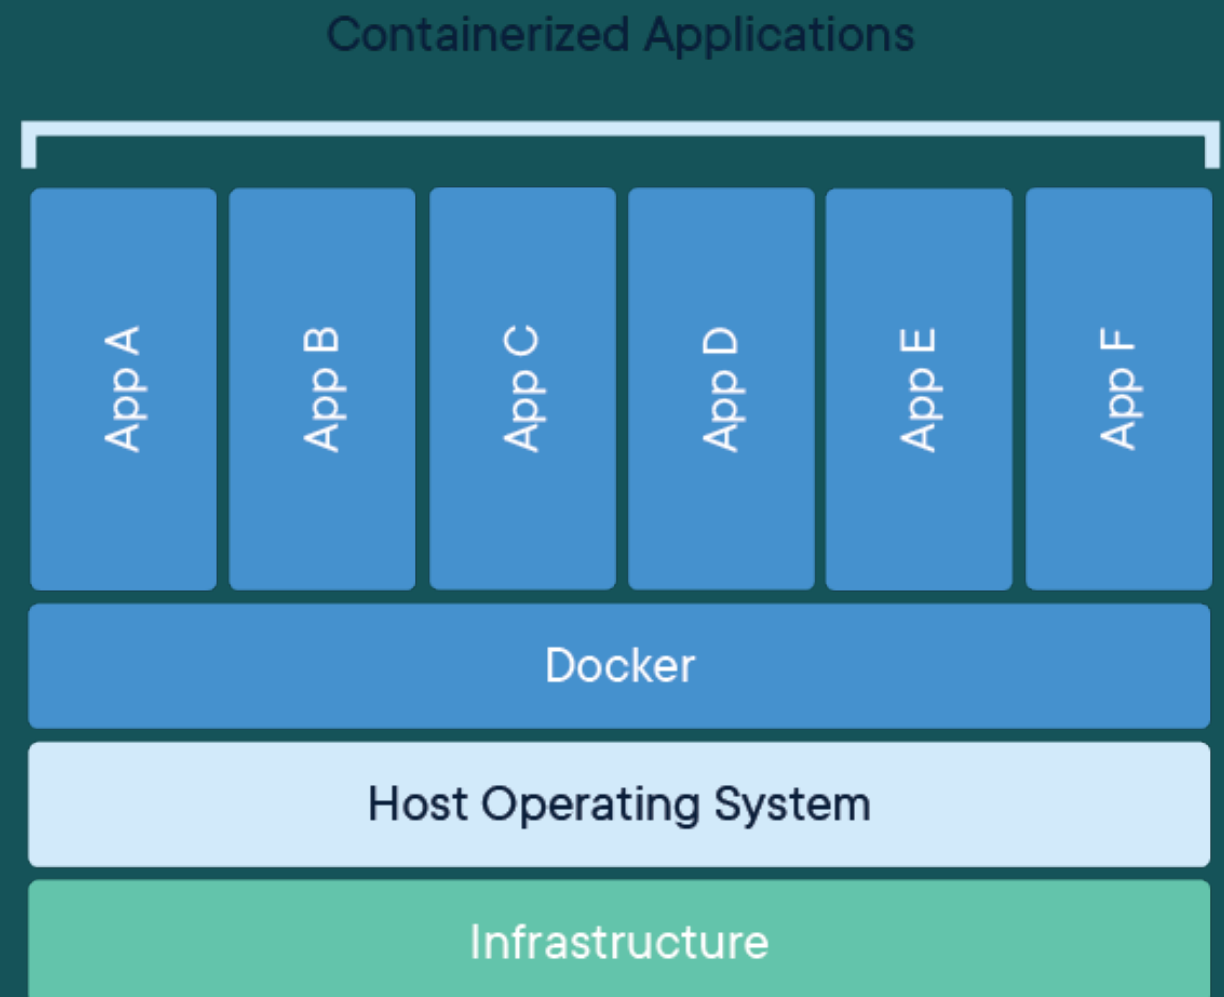 Containerized Applications
App A
App B
App C
App D
App E
App F
Docker
Host Operating System
Infrastructure